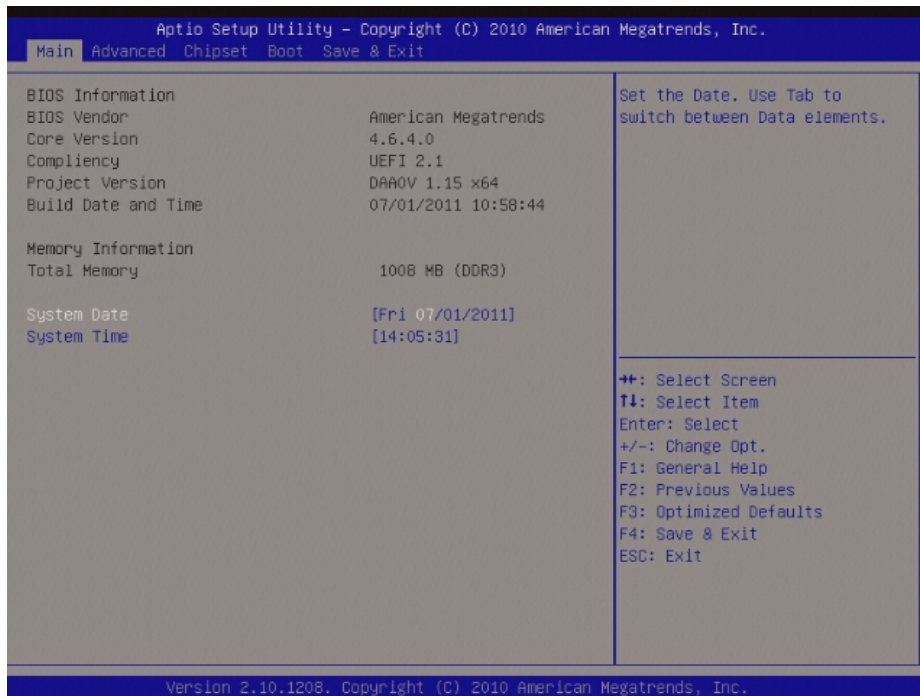 Aptio Setup Utility – Copyright (C) 2010 American Megatrends, Inc.
Main Advanced Chipset Boot Save & Exit
BIOS Information
BIOS Vendor American Megatrends
Core Version 4.6.4.0
Compliency UEFI 2.1
Project Version DAA0V 1.15 x64
Build Date and Time 07/01/2011 10:58:44
Memory Information
Total Memory 1008 MB (DDR3)
System Date [Fri 07/01/2011]
System Time [14:05:31]
Set the Date. Use Tab to
switch between Data elements.
→←: Select Screen
↑↓: Select Item
Enter: Select
+/-: Change Opt.
F1: General Help
F2: Previous Values
F3: Optimized Defaults
F4: Save & Exit
ESC: Exit
Version 2.10.1208. Copyright (C) 2010 American Megatrends, Inc.